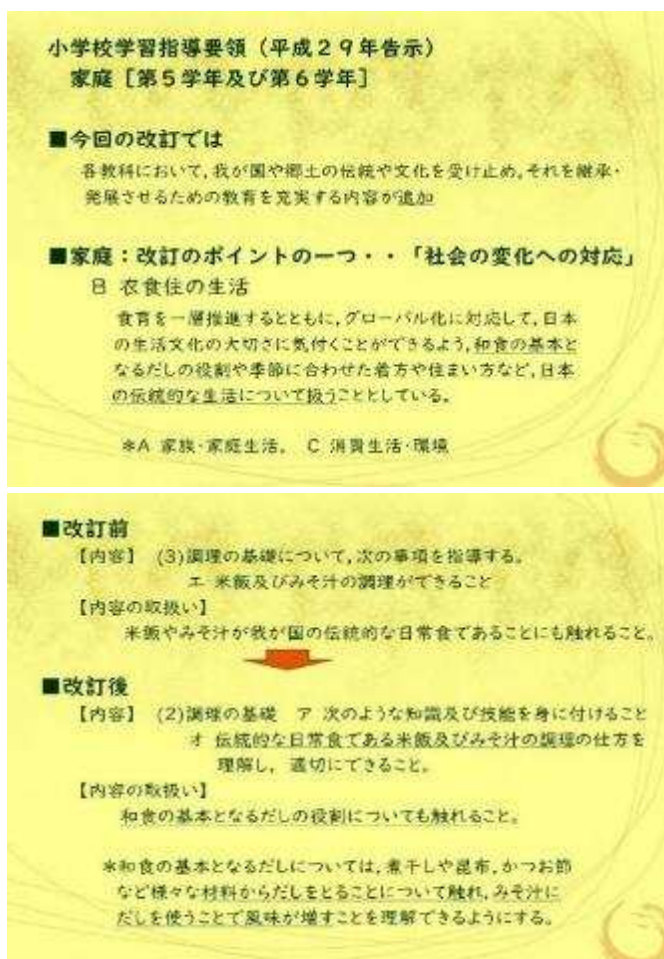 小学校学習指導要領（平成２９年告示）
家庭［第５学年及び第６学年］
■今回の改訂では
各教科において，我が国や郷土の伝統や文化を受け止め，それを継承・
発展させるための教育を充実する内容が追加
■家庭：改訂のポイントの一つ・・「社会の変化への対応」
Ｂ 衣食住の生活
食育を一層推進するとともに，グローバル化に対応して，日本
の生活文化の大切さに気付くことができるよう，和食の基本と
なるだしの役割や季節に合わせた着方や住まい方など，日本
の伝統的な生活について扱うこととしている。
＊Ａ 家族・家庭生活， Ｃ 消費生活・環境
■改訂前
【内容】 （３）調理の基礎について，次の事項を指導する。
エ 米飯及びみそ汁の調理ができること
【内容の取扱い】
米飯やみそ汁が我が国の伝統的な日常食であることにも触れること。
■改訂後
【内容】 （２）調理の基礎 ア 次のような知識及び技能を身に付けること
オ 伝統的な日常食である米飯及びみそ汁の調理の仕方を
理解し， 適切にできること。
【内容の取扱い】
和食の基本となるだしの役割についても触れること。
＊和食の基本となるだしについては，煮干しや昆布，かつお節
など様々な材料からだしをとることについて触れ，みそ汁に
だしを使うことで風味が増すことを理解できるようにする。